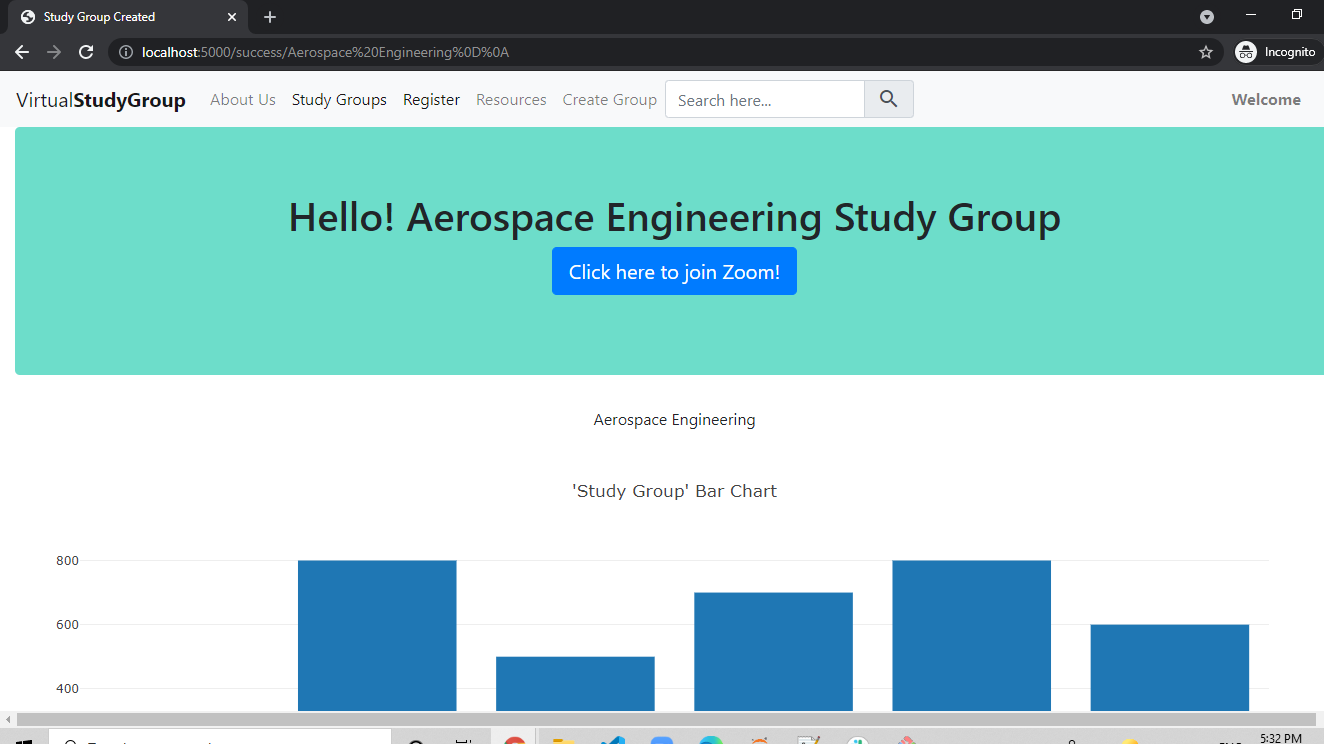 Study Group Created
localhost:5000/success/Aerospace%20Engineering%0D%0A
Incognito
VirtualStudyGroup About Us Study Groups Register Resources Create Group Search here... Welcome
Hello! Aerospace Engineering Study Group
Click here to join Zoom!
Aerospace Engineering
'Study Group' Bar Chart
800
600
400
5:32 PM